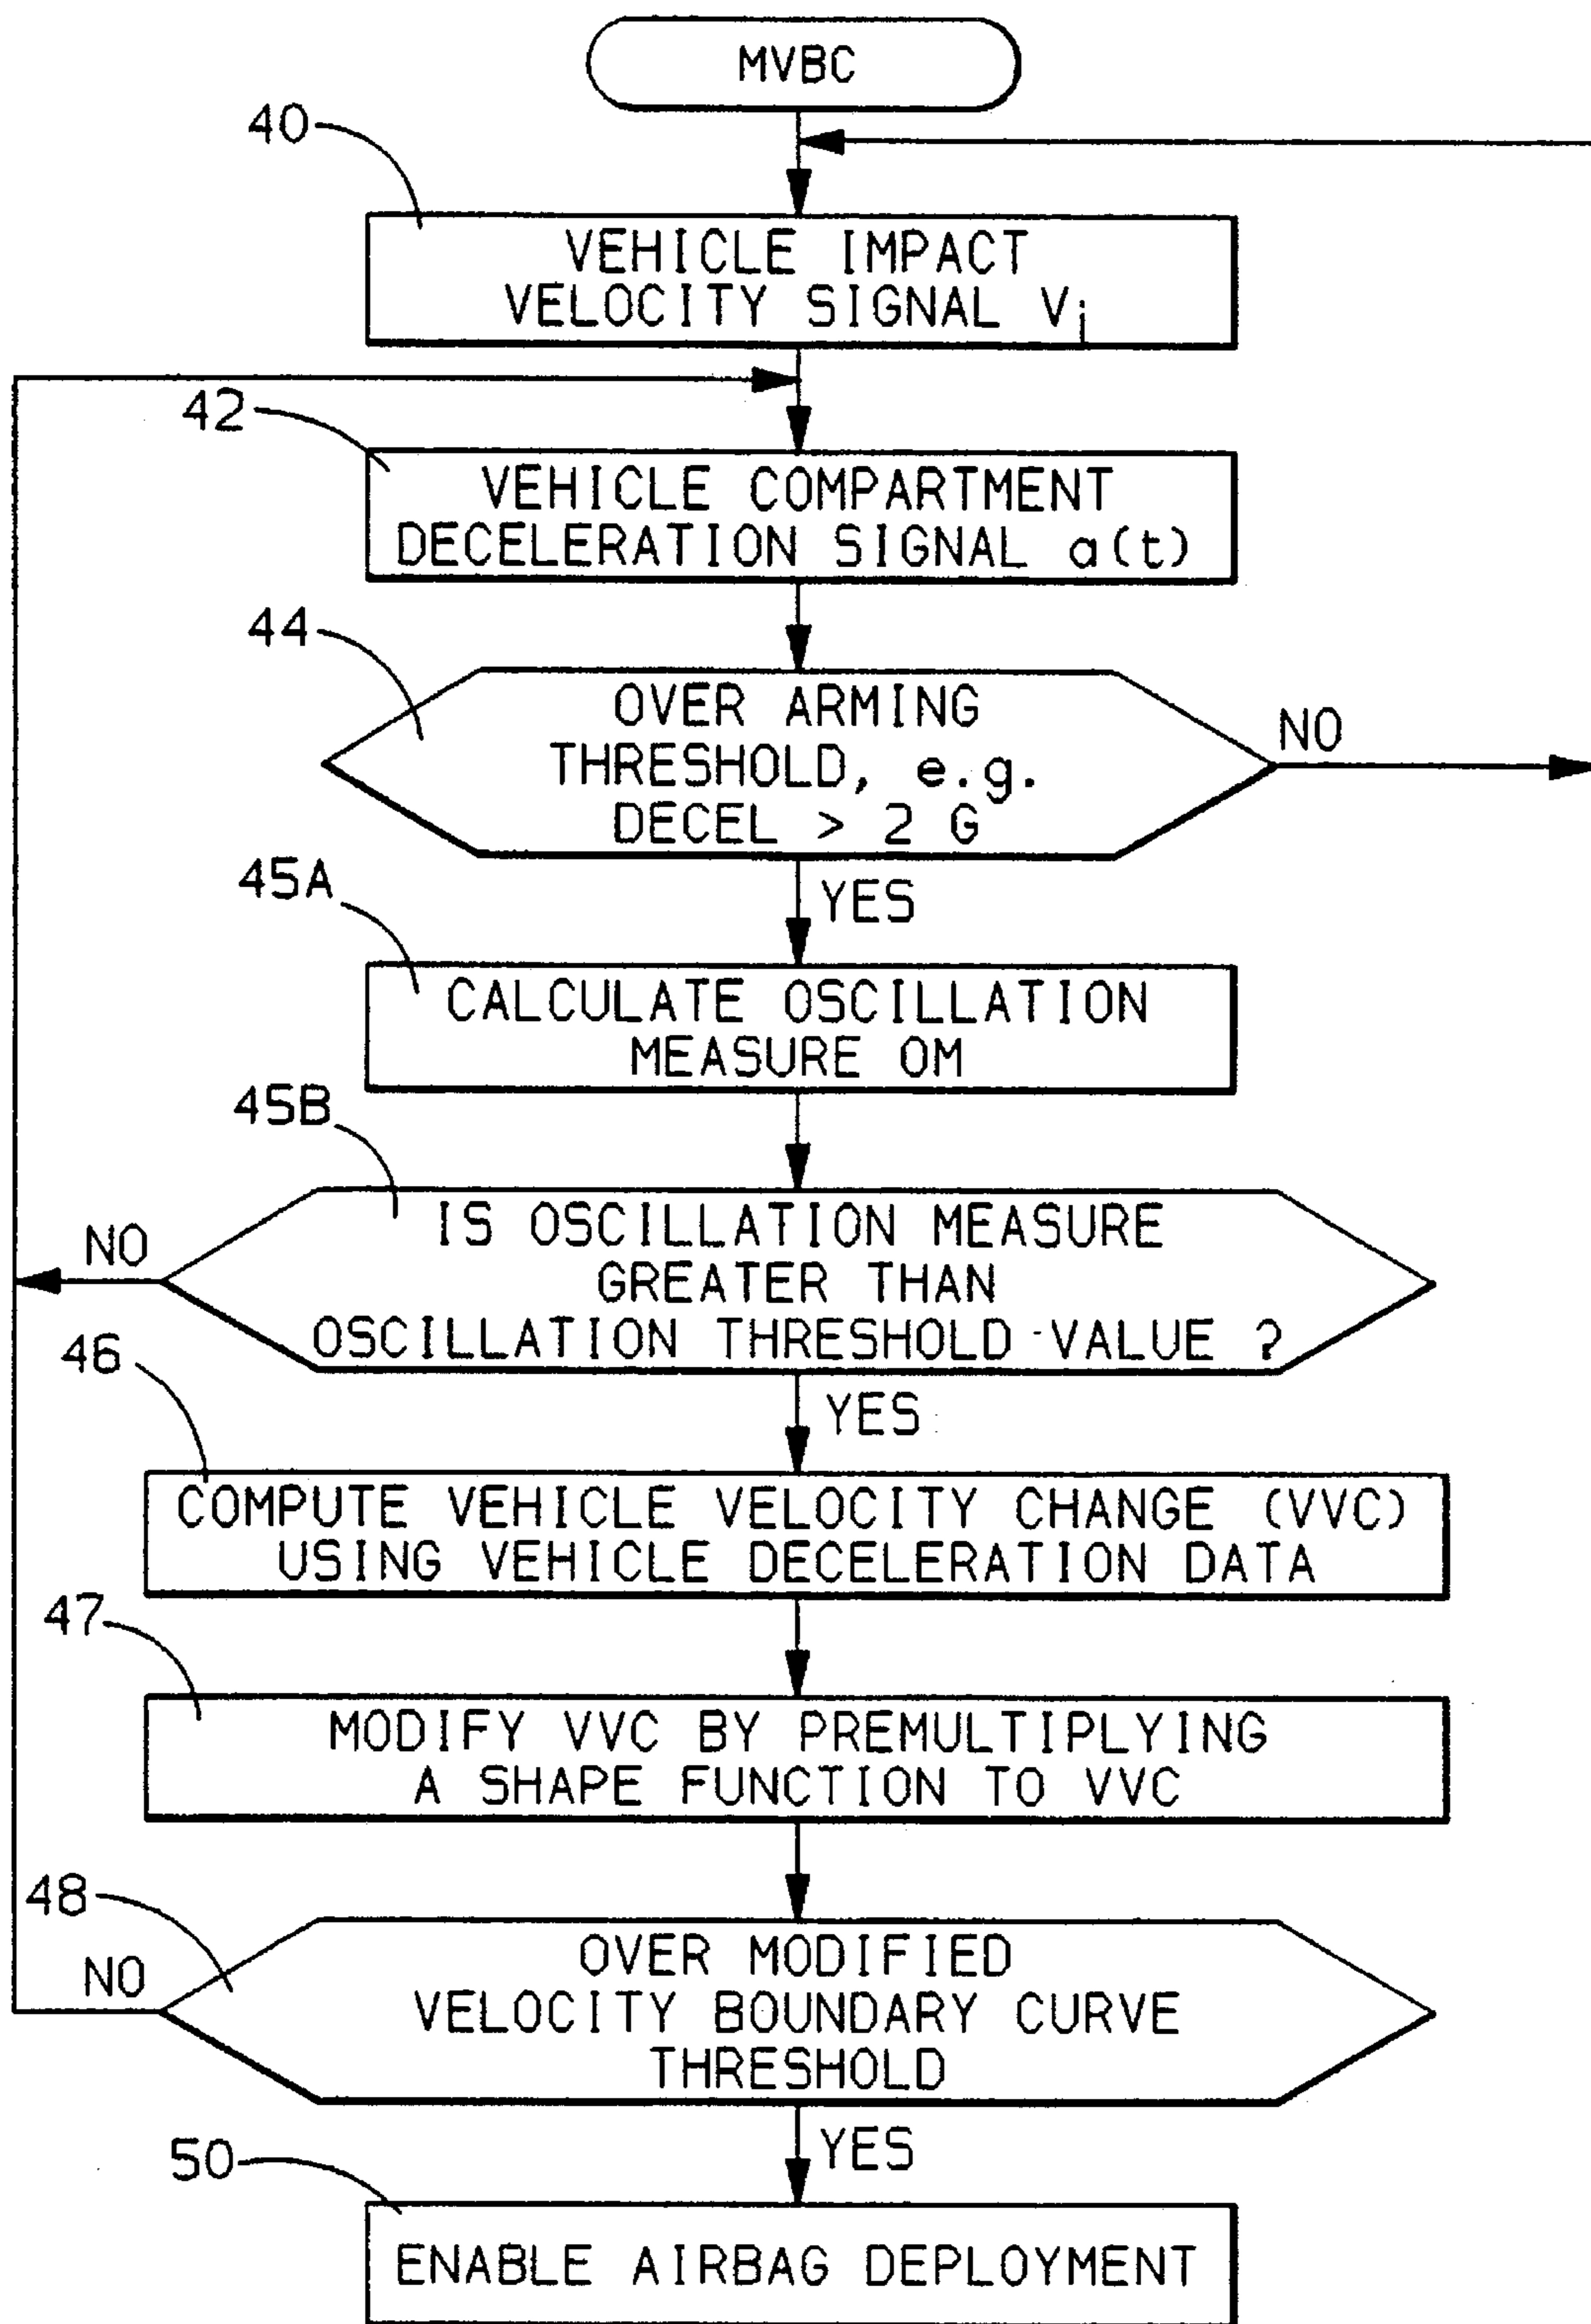 MVBC
40
VEHICLE IMPACT
VELOCITY SIGNAL Vi
42
VEHICLE COMPARTMENT
DECELERATION SIGNAL a(t)
44
OVER ARMING
THRESHOLD, e.g.
DECEL > 2 G
NO
YES
45A
CALCULATE OSCILLATION
MEASURE OM
45B
IS OSCILLATION MEASURE
GREATER THAN
OSCILLATION THRESHOLD VALUE ?
NO
YES
46
COMPUTE VEHICLE VELOCITY CHANGE (VVC)
USING VEHICLE DECELERATION DATA
47
MODIFY VVC BY PREMULTIPLYING
A SHAPE FUNCTION TO VVC
48
OVER MODIFIED
VELOCITY BOUNDARY CURVE
THRESHOLD
NO
YES
50
ENABLE AIRBAG DEPLOYMENT